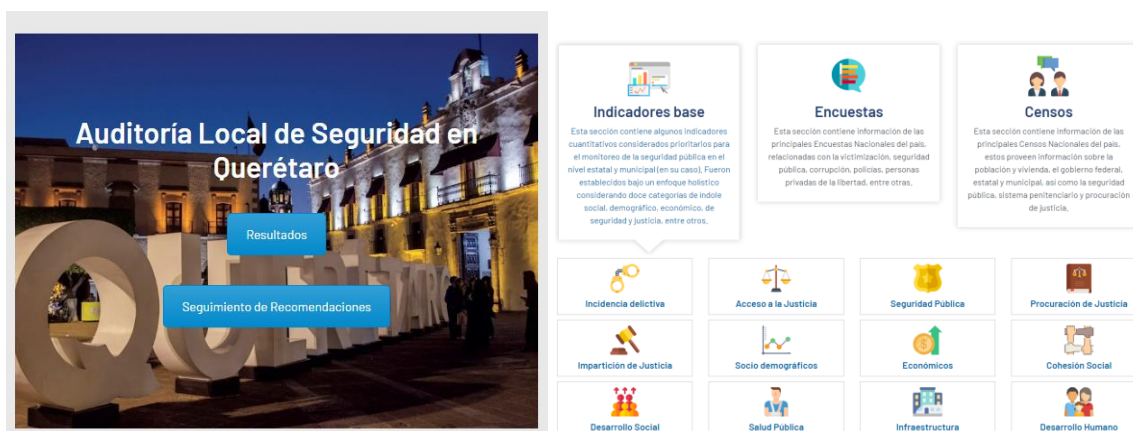 Auditoría Local de Seguridad en
Querétaro
Resultados
Seguimiento de Recomendaciones
QUERÉTARO
Indicadores base
Esta sección contiene algunos indicadores
cuantitativos considerados prioritarios para
el monitoreo de la seguridad pública en el
nivel estatal y municipal (en su caso). Fueron
establecidos bajo un enfoque holístico
considerando doce categorías de índole
social, demográfico, económico, de
seguridad y justicia, entre otros.
Encuestas
Esta sección contiene información de las
principales Encuestas Nacionales del país,
relacionadas con la victimización, seguridad
pública, corrupción, policías, personas
privadas de la libertad, entre otras.
Censos
Esta sección contiene información de las
principales Censos Nacionales del país,
estos proveen información sobre la
población y vivienda, el gobierno federal,
estatal y municipal, así como la seguridad
pública, sistema penitenciario y procuración
de justicia.
Incidencia delictiva
Acceso a la Justicia
Seguridad Pública
Procuración de Justicia
Impartición de Justicia
Socio demográficos
Económicos
Cohesión Social
Desarrollo Social
Salud Pública
Infraestructura
Desarrollo Humano